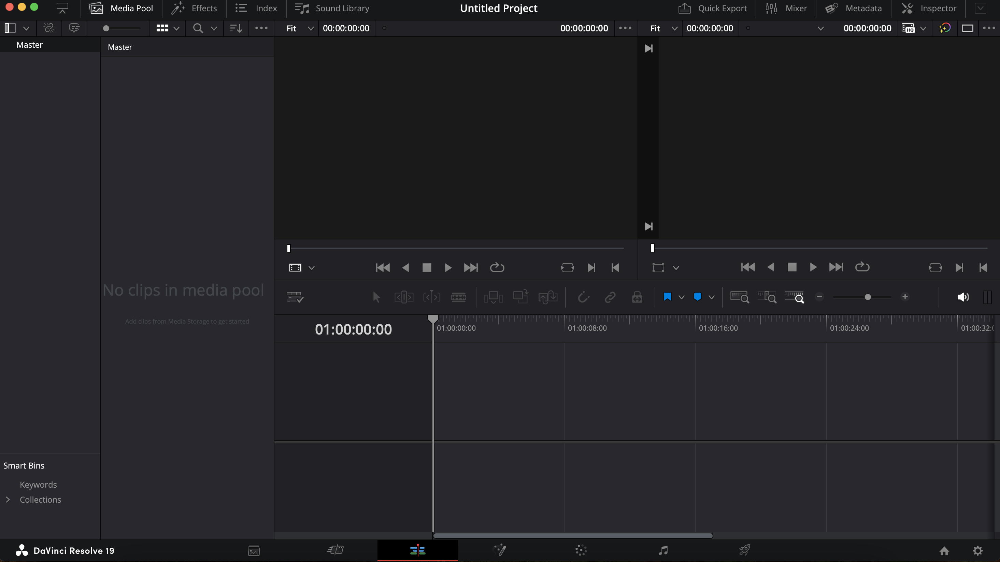 Media Pool
Effects
Index
Sound Library
Untitled Project
Quick Export
Mixer
Metadata
Inspector
Fit
00:00:00:00
00:00:00:00
Fit
00:00:00:00
00:00:00:00
HQ
Master
Master
No clips in media pool
Add clips from Media Storage to get started
01:00:00:00
01:00:00:00
01:00:08:00
01:00:16:00
01:00:24:00
01:00:32:0
Smart Bins
Keywords
Collections
DaVinci Resolve 19